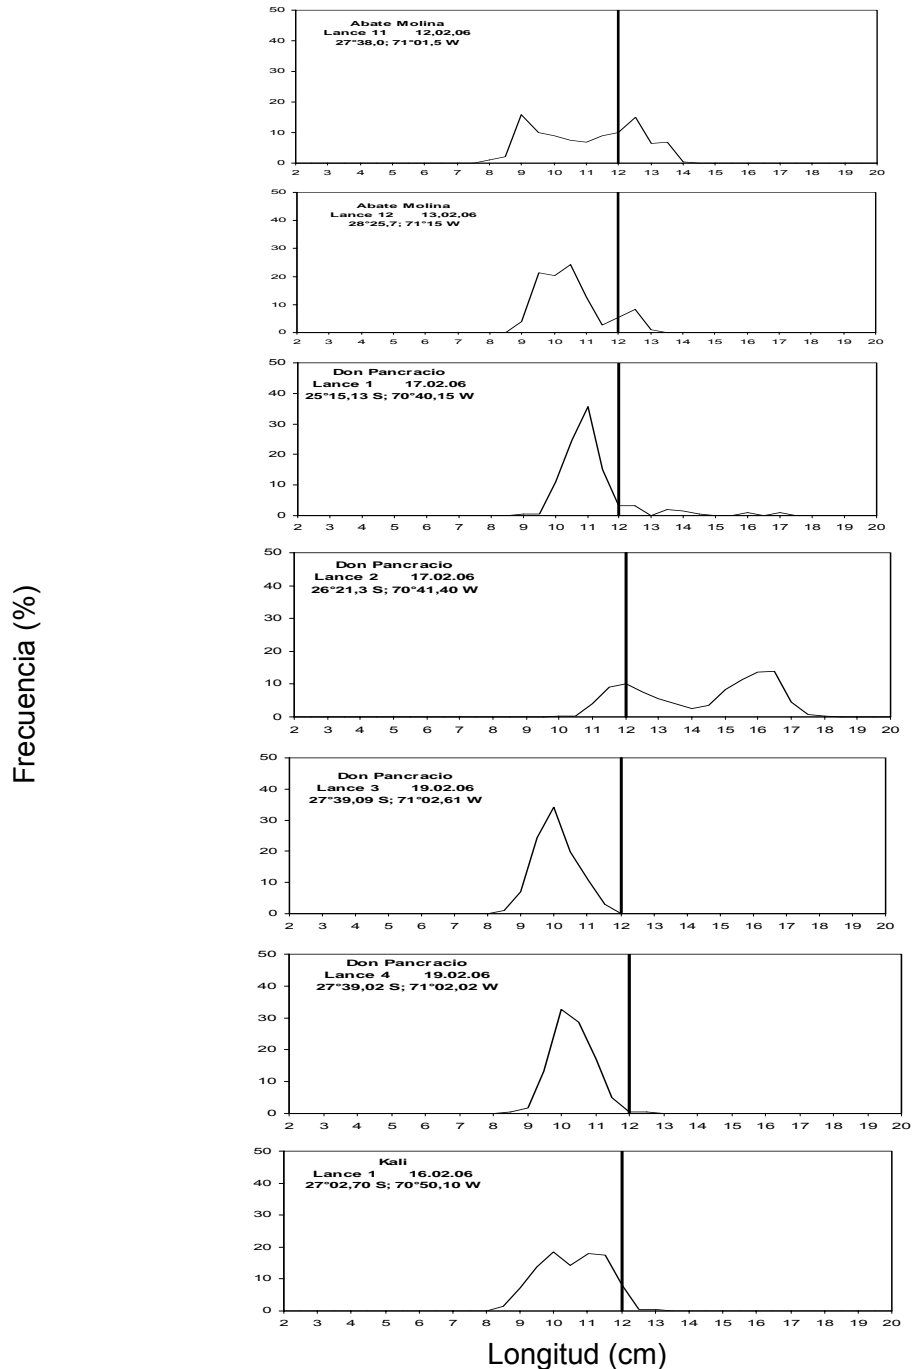 Frecuencia (%)
Abate Molina
Lance 11 12,02,06
27°38,0; 71°01,5 W
50
40
30
20
10
0
2 3 4 5 6 7 8 9 10 11 12 13 14 15 16 17 18 19 20
Abate Molina
Lance 12 13,02,06
28°25,7; 71°15 W
50
40
30
20
10
0
2 3 4 5 6 7 8 9 10 11 12 13 14 15 16 17 18 19 20
Don Pancracio
Lance 1 17.02.06
25°15,13 S; 70°40,15 W
50
40
30
20
10
0
2 3 4 5 6 7 8 9 10 11 12 13 14 15 16 17 18 19 20
Don Pancracio
Lance 2 17.02.06
26°21,3 S; 70°41,40 W
50
40
30
20
10
0
2 3 4 5 6 7 8 9 10 11 12 13 14 15 16 17 18 19 20
Don Pancracio
Lance 3 19.02.06
27°39,09 S; 71°02,61 W
50
40
30
20
10
0
2 3 4 5 6 7 8 9 10 11 12 13 14 15 16 17 18 19 20
Don Pancracio
Lance 4 19.02.06
27°39,02 S; 71°02,02 W
50
40
30
20
10
0
2 3 4 5 6 7 8 9 10 11 12 13 14 15 16 17 18 19 20
Kali
Lance 1 16.02.06
27°02,70 S; 70°50,10 W
50
40
30
20
10
0
2 3 4 5 6 7 8 9 10 11 12 13 14 15 16 17 18 19 20
Longitud (cm)